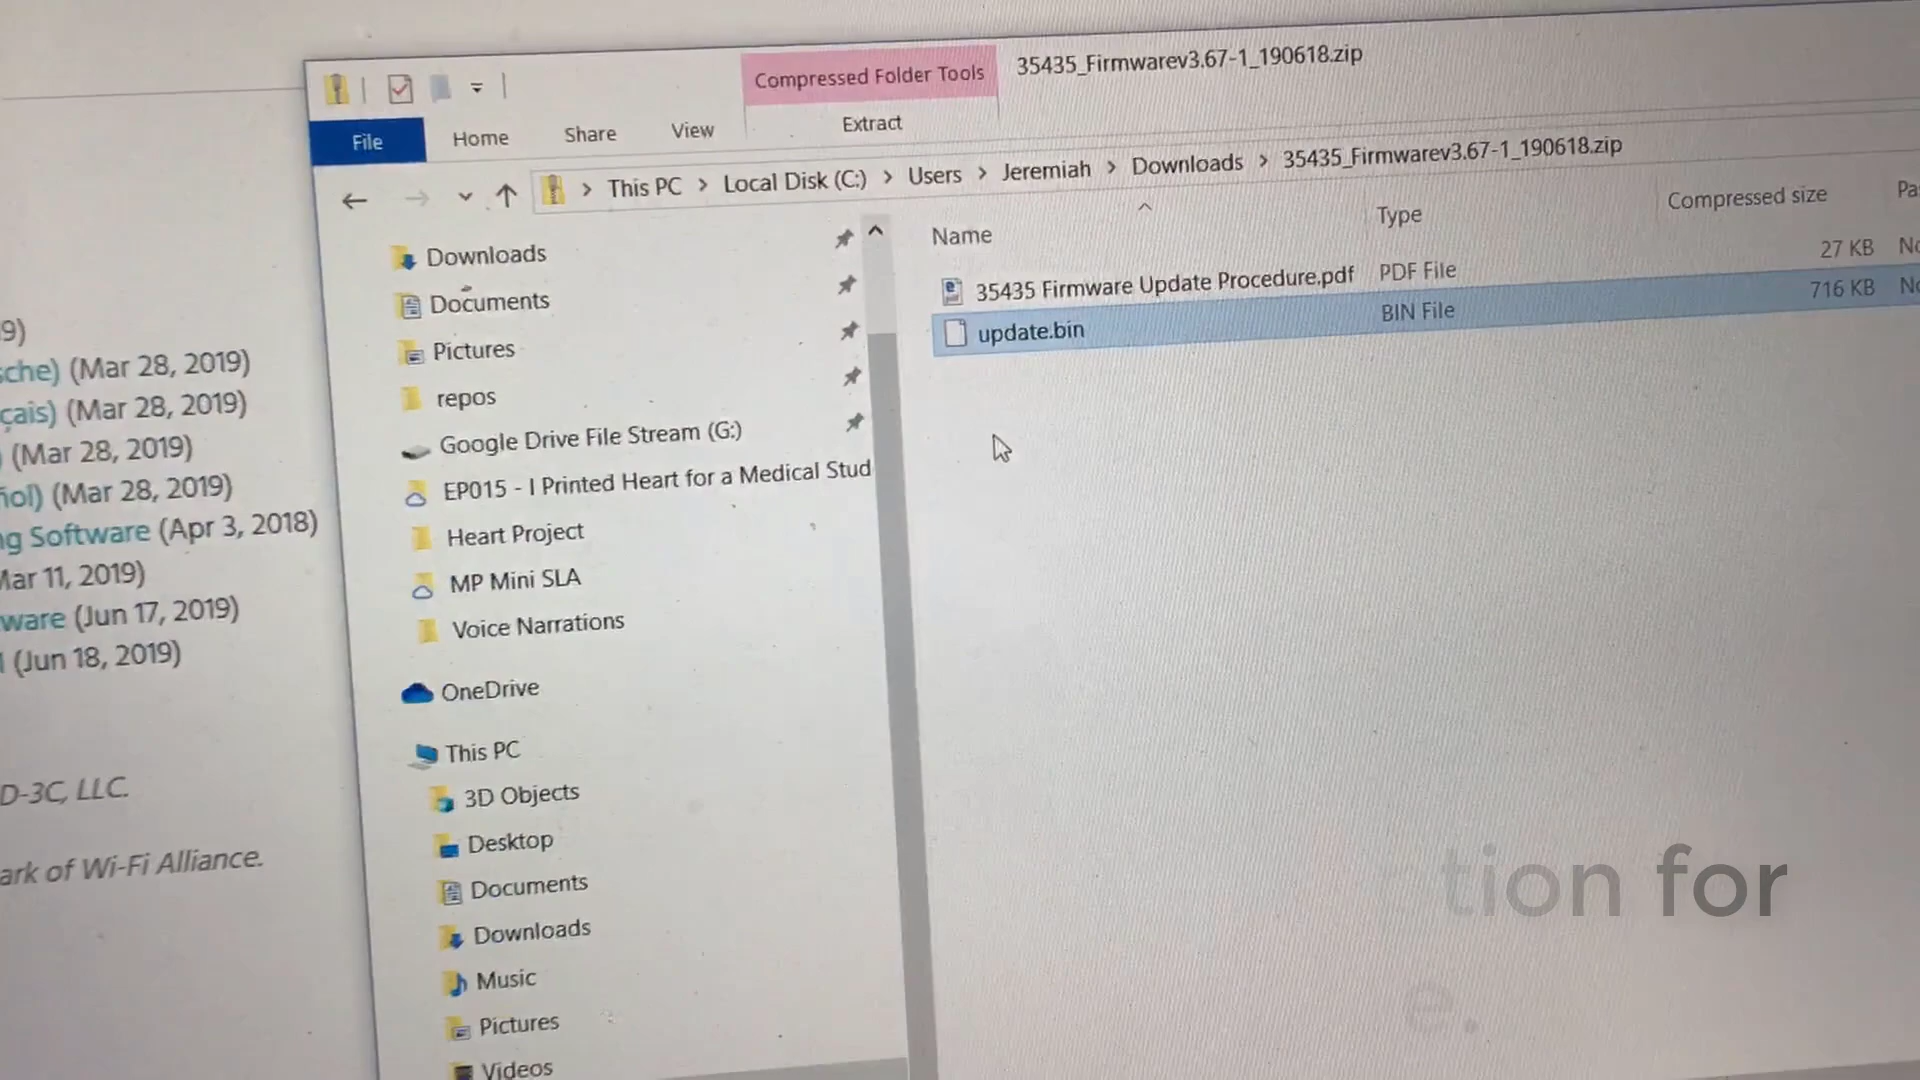 Compressed Folder Tools
35435_Firmwarev3.67-1_190618.zip
File
Home
Share
View
Extract
This PC > Local Disk (C:) > Users > Jeremiah > Downloads > 35435_Firmwarev3.67-1_190618.zip
Name
Type
Compressed size
35435 Firmware Update Procedure.pdf
PDF File
27 KB
update.bin
BIN File
716 KB
Downloads
Documents
Pictures
repos
Google Drive File Stream (G:)
EP015 - I Printed Heart for a Medical Stud
Heart Project
MP Mini SLA
Voice Narrations
OneDrive
This PC
3D Objects
Desktop
Documents
Downloads
Music
Pictures
Videos
9)
(Mar 28, 2019)
(Mar 28, 2019)
(Mar 28, 2019)
(Mar 28, 2019)
Software (Apr 3, 2018)
Mar 11, 2019)
ware (Jun 17, 2019)
(Jun 18, 2019)
D-3C, LLC.
ark of Wi-Fi Alliance.
tion for
e.